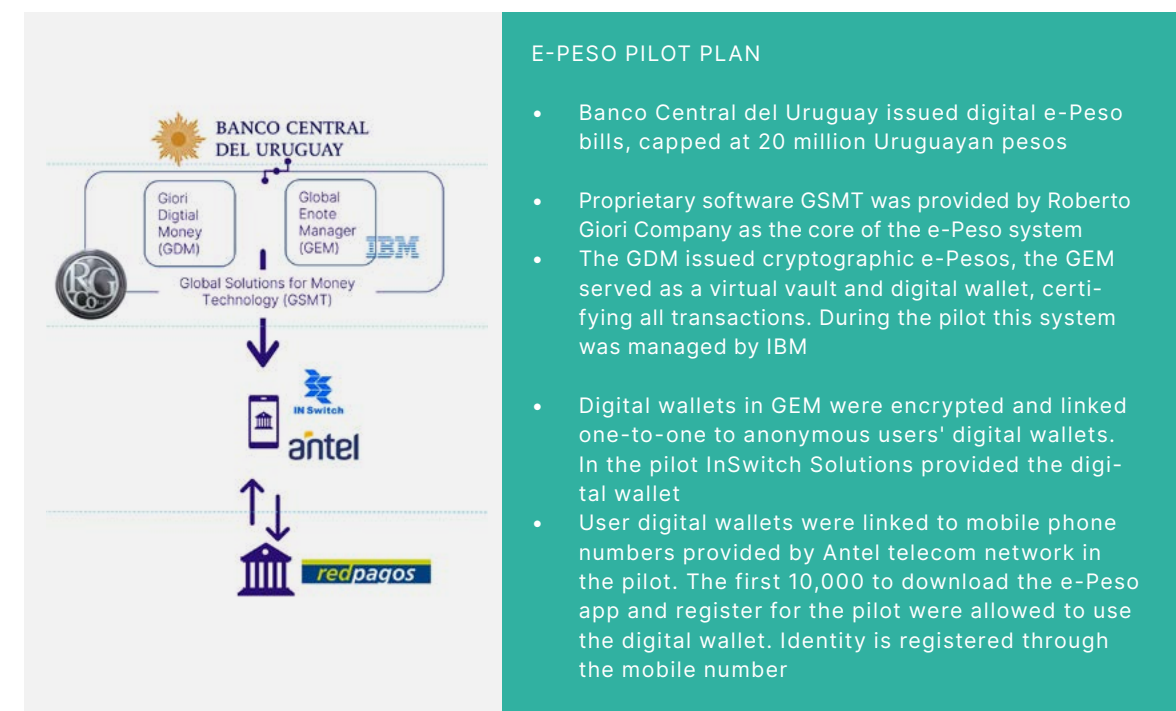 BANCO CENTRAL
DEL URUGUAY
Giori
Digtial
Money
(GDM)
Global
Enote
Manager
(GEM)
IBM
RG
Co
Global Solutions for Money
Technology (GSMT)
IN Switch
antel
redpagos
E-PESO PILOT PLAN
• Banco Central del Uruguay issued digital e-Peso
bills, capped at 20 million Uruguayan pesos
• Proprietary software GSMT was provided by Roberto
Giori Company as the core of the e-Peso system
• The GDM issued cryptographic e-Pesos, the GEM
served as a virtual vault and digital wallet, certi-
fying all transactions. During the pilot this system
was managed by IBM
• Digital wallets in GEM were encrypted and linked
one-to-one to anonymous users' digital wallets.
In the pilot InSwitch Solutions provided the digi-
tal wallet
• User digital wallets were linked to mobile phone
numbers provided by Antel telecom network in
the pilot. The first 10,000 to download the e-Peso
app and register for the pilot were allowed to use
the digital wallet. Identity is registered through
the mobile number